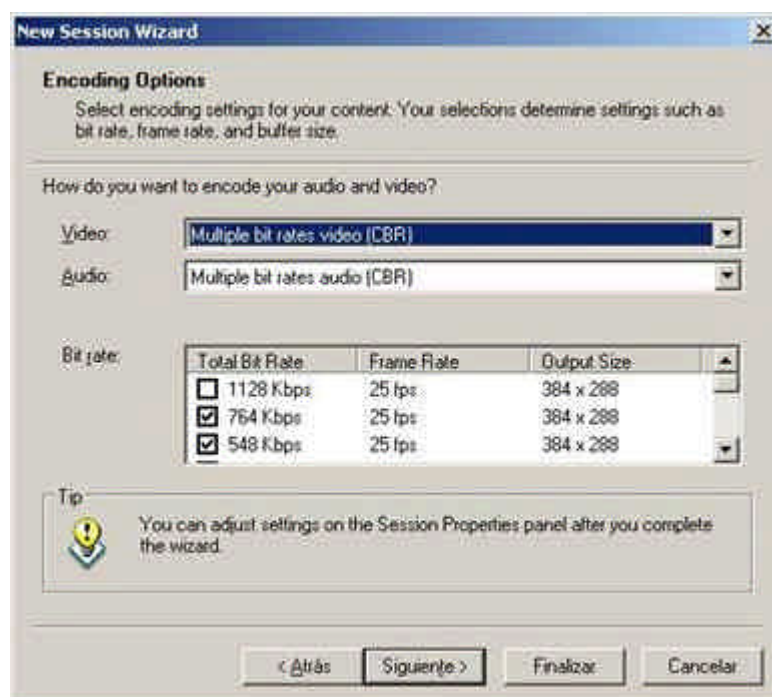 New Session Wizard
Encoding Options
Select encoding settings for your content. Your selections determine settings such as
bit rate, frame rate, and buffer size.
How do you want to encode your audio and video?
Video: Multiple bit rates video (CBR)
Audio: Multiple bit rates audio (CBR)
Bit rate:
Total Bit Rate Frame Rate Output Size
1128 Kbps 25 fps 384 x 288
764 Kbps 25 fps 384 x 288
548 Kbps 25 fps 384 x 288
Tip
You can adjust settings on the Session Properties panel after you complete
the wizard.
< Atrás Siguiente > Finalizar Cancelar